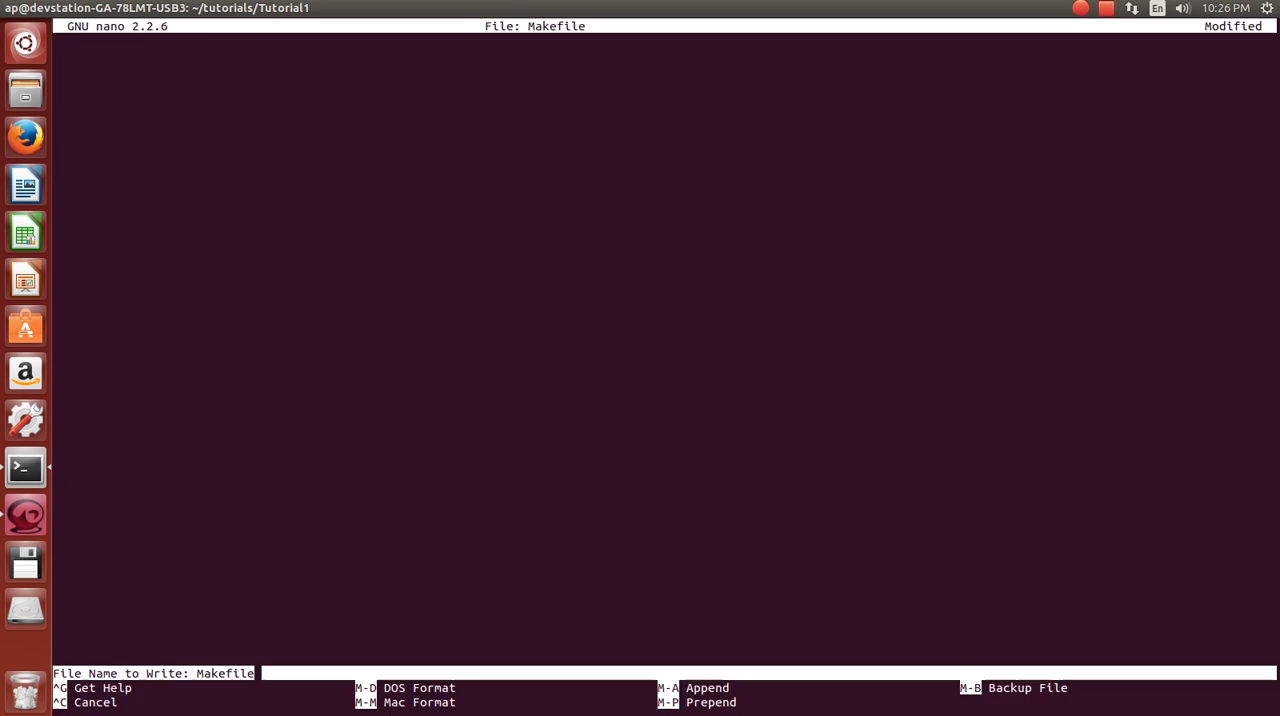 ap@devstation-GA-78LMT-USB3: ~/tutorials/Tutorial1 En 10:26 PM
GNU nano 2.2.6 File: Makefile Modified
File Name to Write: Makefile
^G Get Help M-D DOS Format M-A Append M-B Backup File
^C Cancel M-M Mac Format M-P Prepend